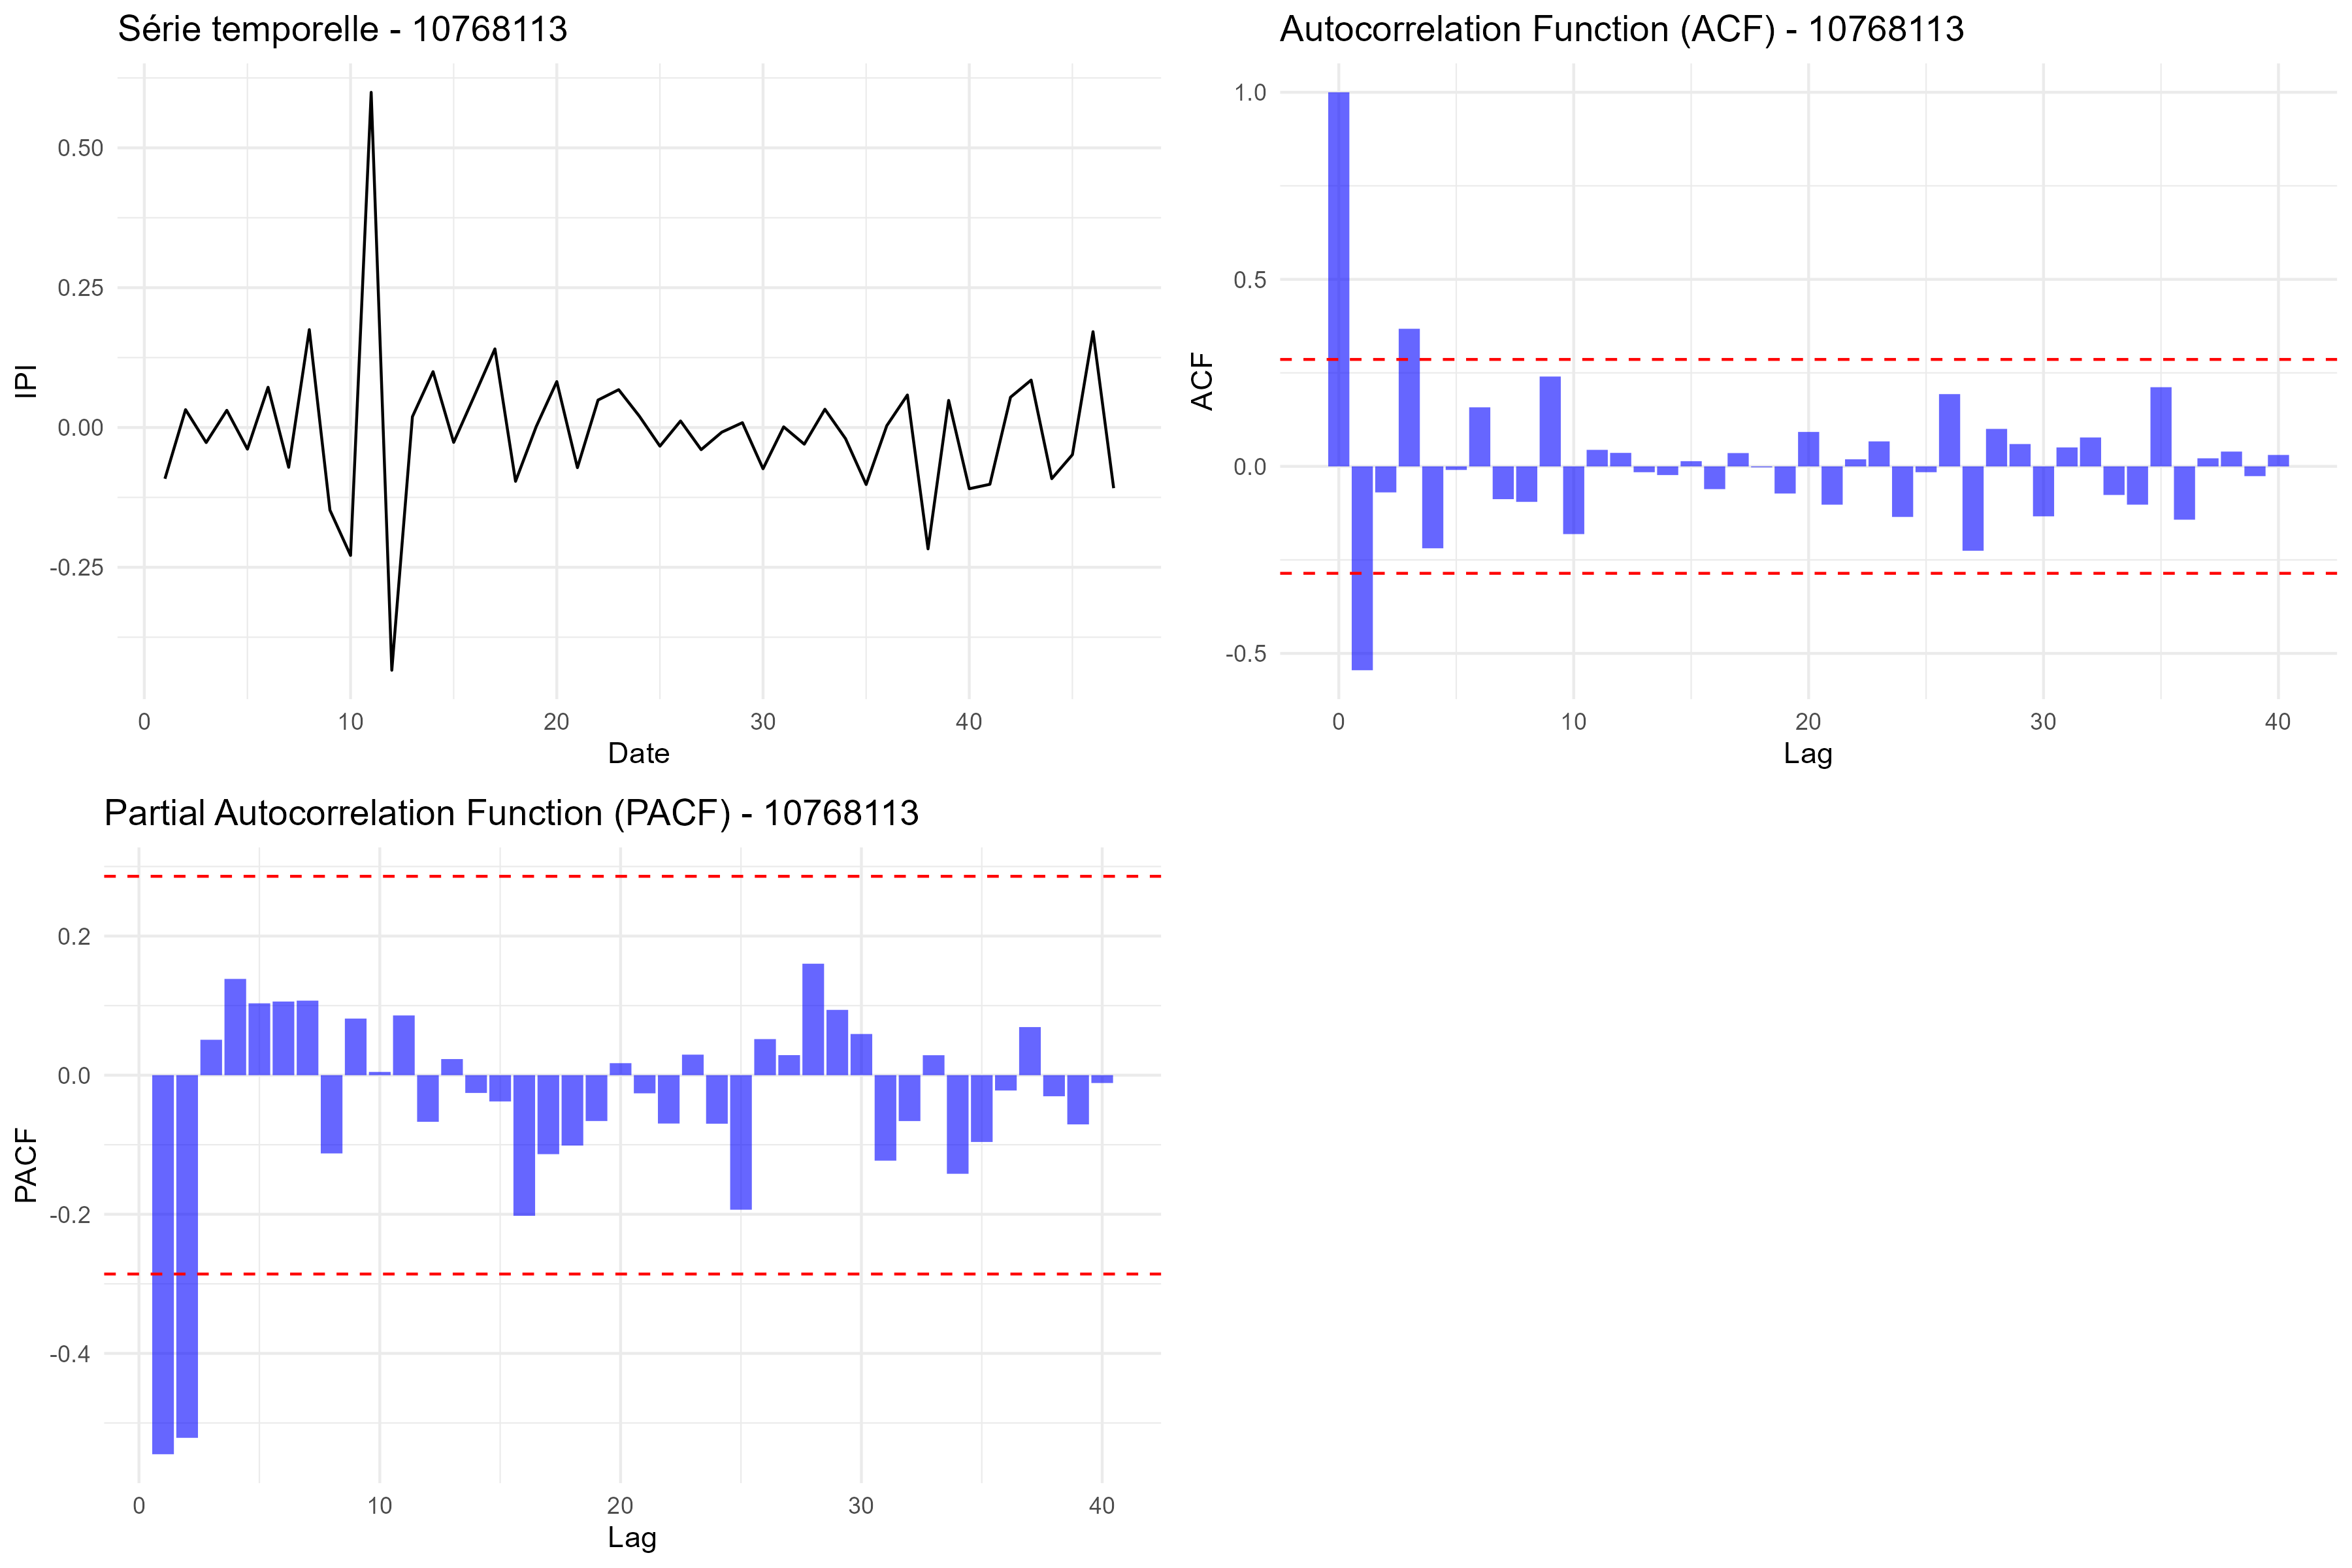 Série temporelle - 10768113
0.50
0.25
0.00
-0.25
IPI
0 10 20 30 40
Date
Autocorrelation Function (ACF) - 10768113
1.0
0.5
0.0
-0.5
ACF
0 10 20 30 40
Lag
Partial Autocorrelation Function (PACF) - 10768113
0.2
0.0
-0.2
-0.4
PACF
0 10 20 30 40
Lag